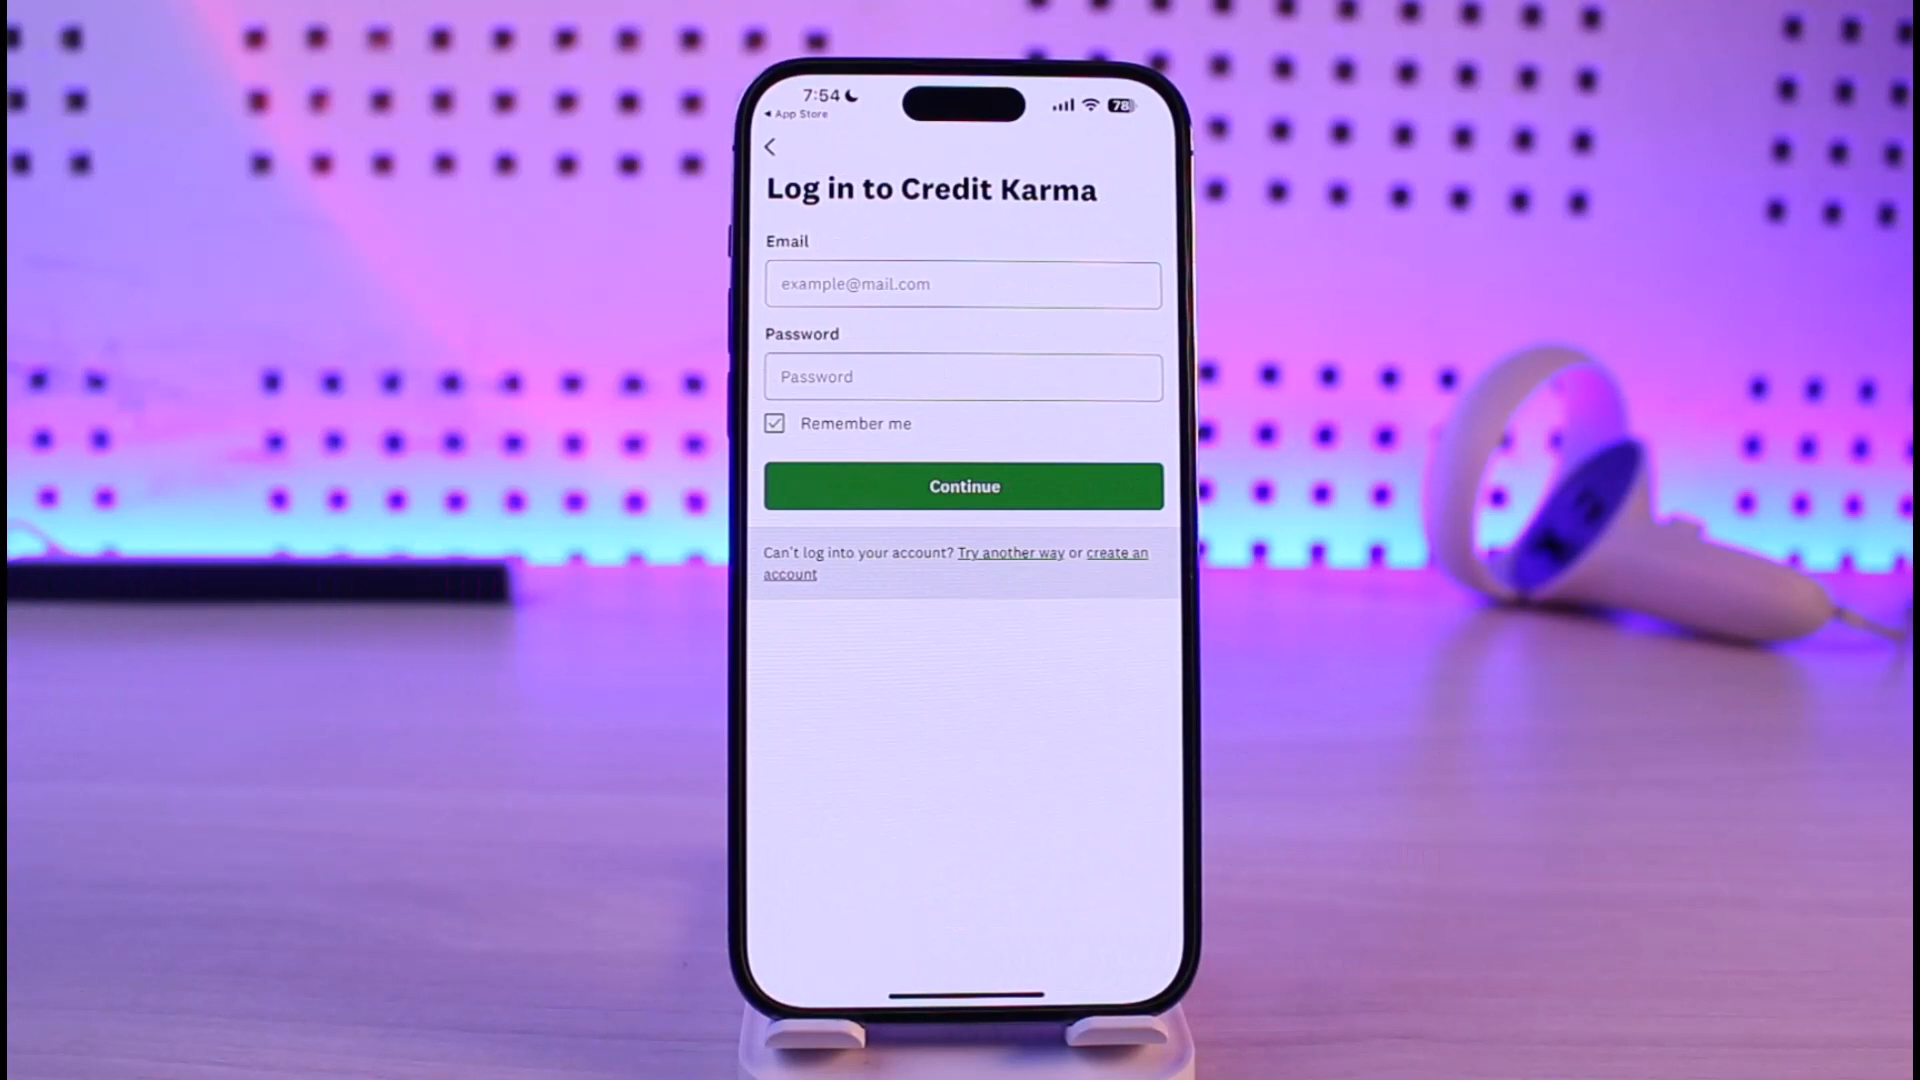 7:54
78
◀ App Store
Log in to Credit Karma
Email
example@mail.com
Password
Password
Remember me
Continue
Can't log into your account? Try another way or create an
account